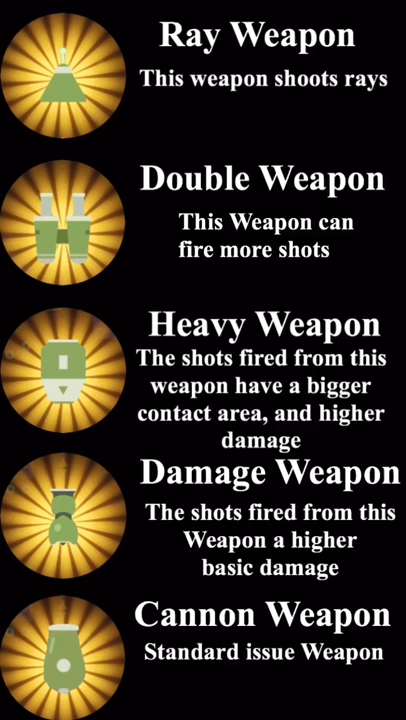 Ray Weapon
This weapon shoots rays
Double Weapon
This Weapon can
fire more shots
Heavy Weapon
The shots fired from this
weapon have a bigger
contact area, and higher
damage
Damage Weapon
The shots fired from this
Weapon a higher
basic damage
Cannon Weapon
Standard issue Weapon